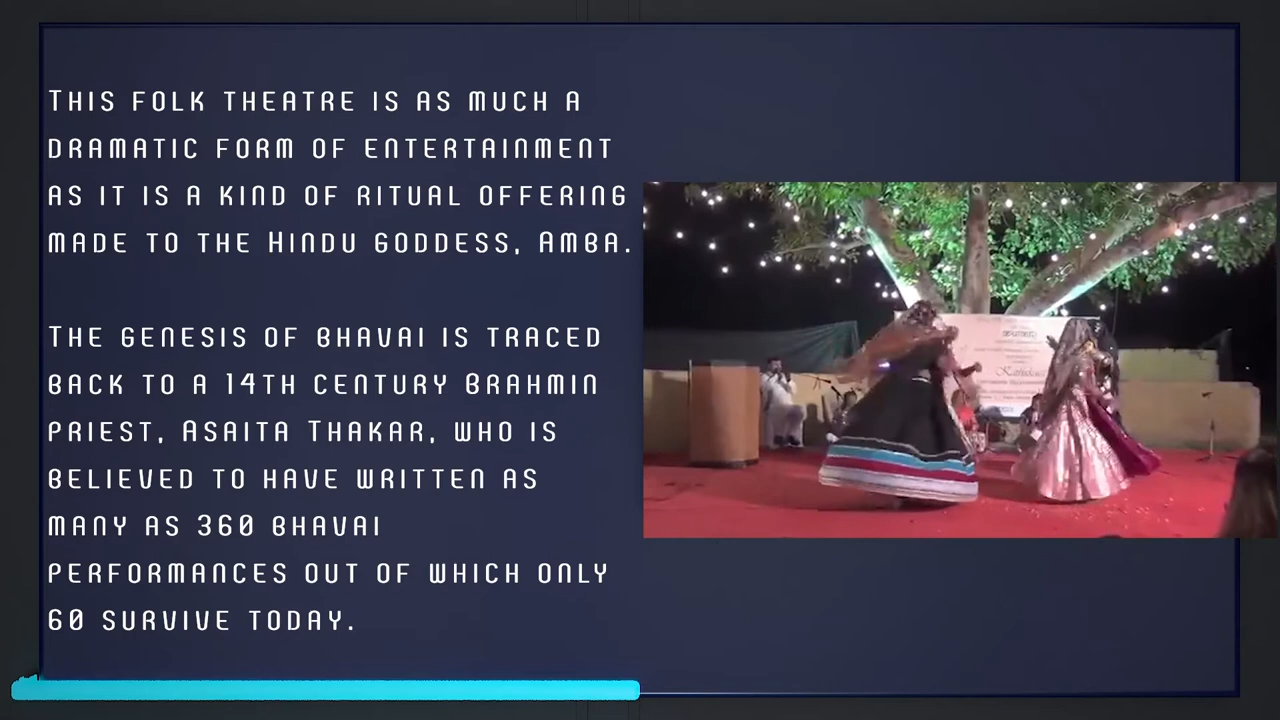 This folk theatre is as much a
dramatic form of entertainment
as it is a kind of ritual offering
made to the Hindu goddess, Amba.
The genesis of Bhavai is traced
back to a 14th century Brahmin
priest, Asaita Thakar, who is
believed to have written as
many as 360 Bhavai
performances out of which only
60 survive today.